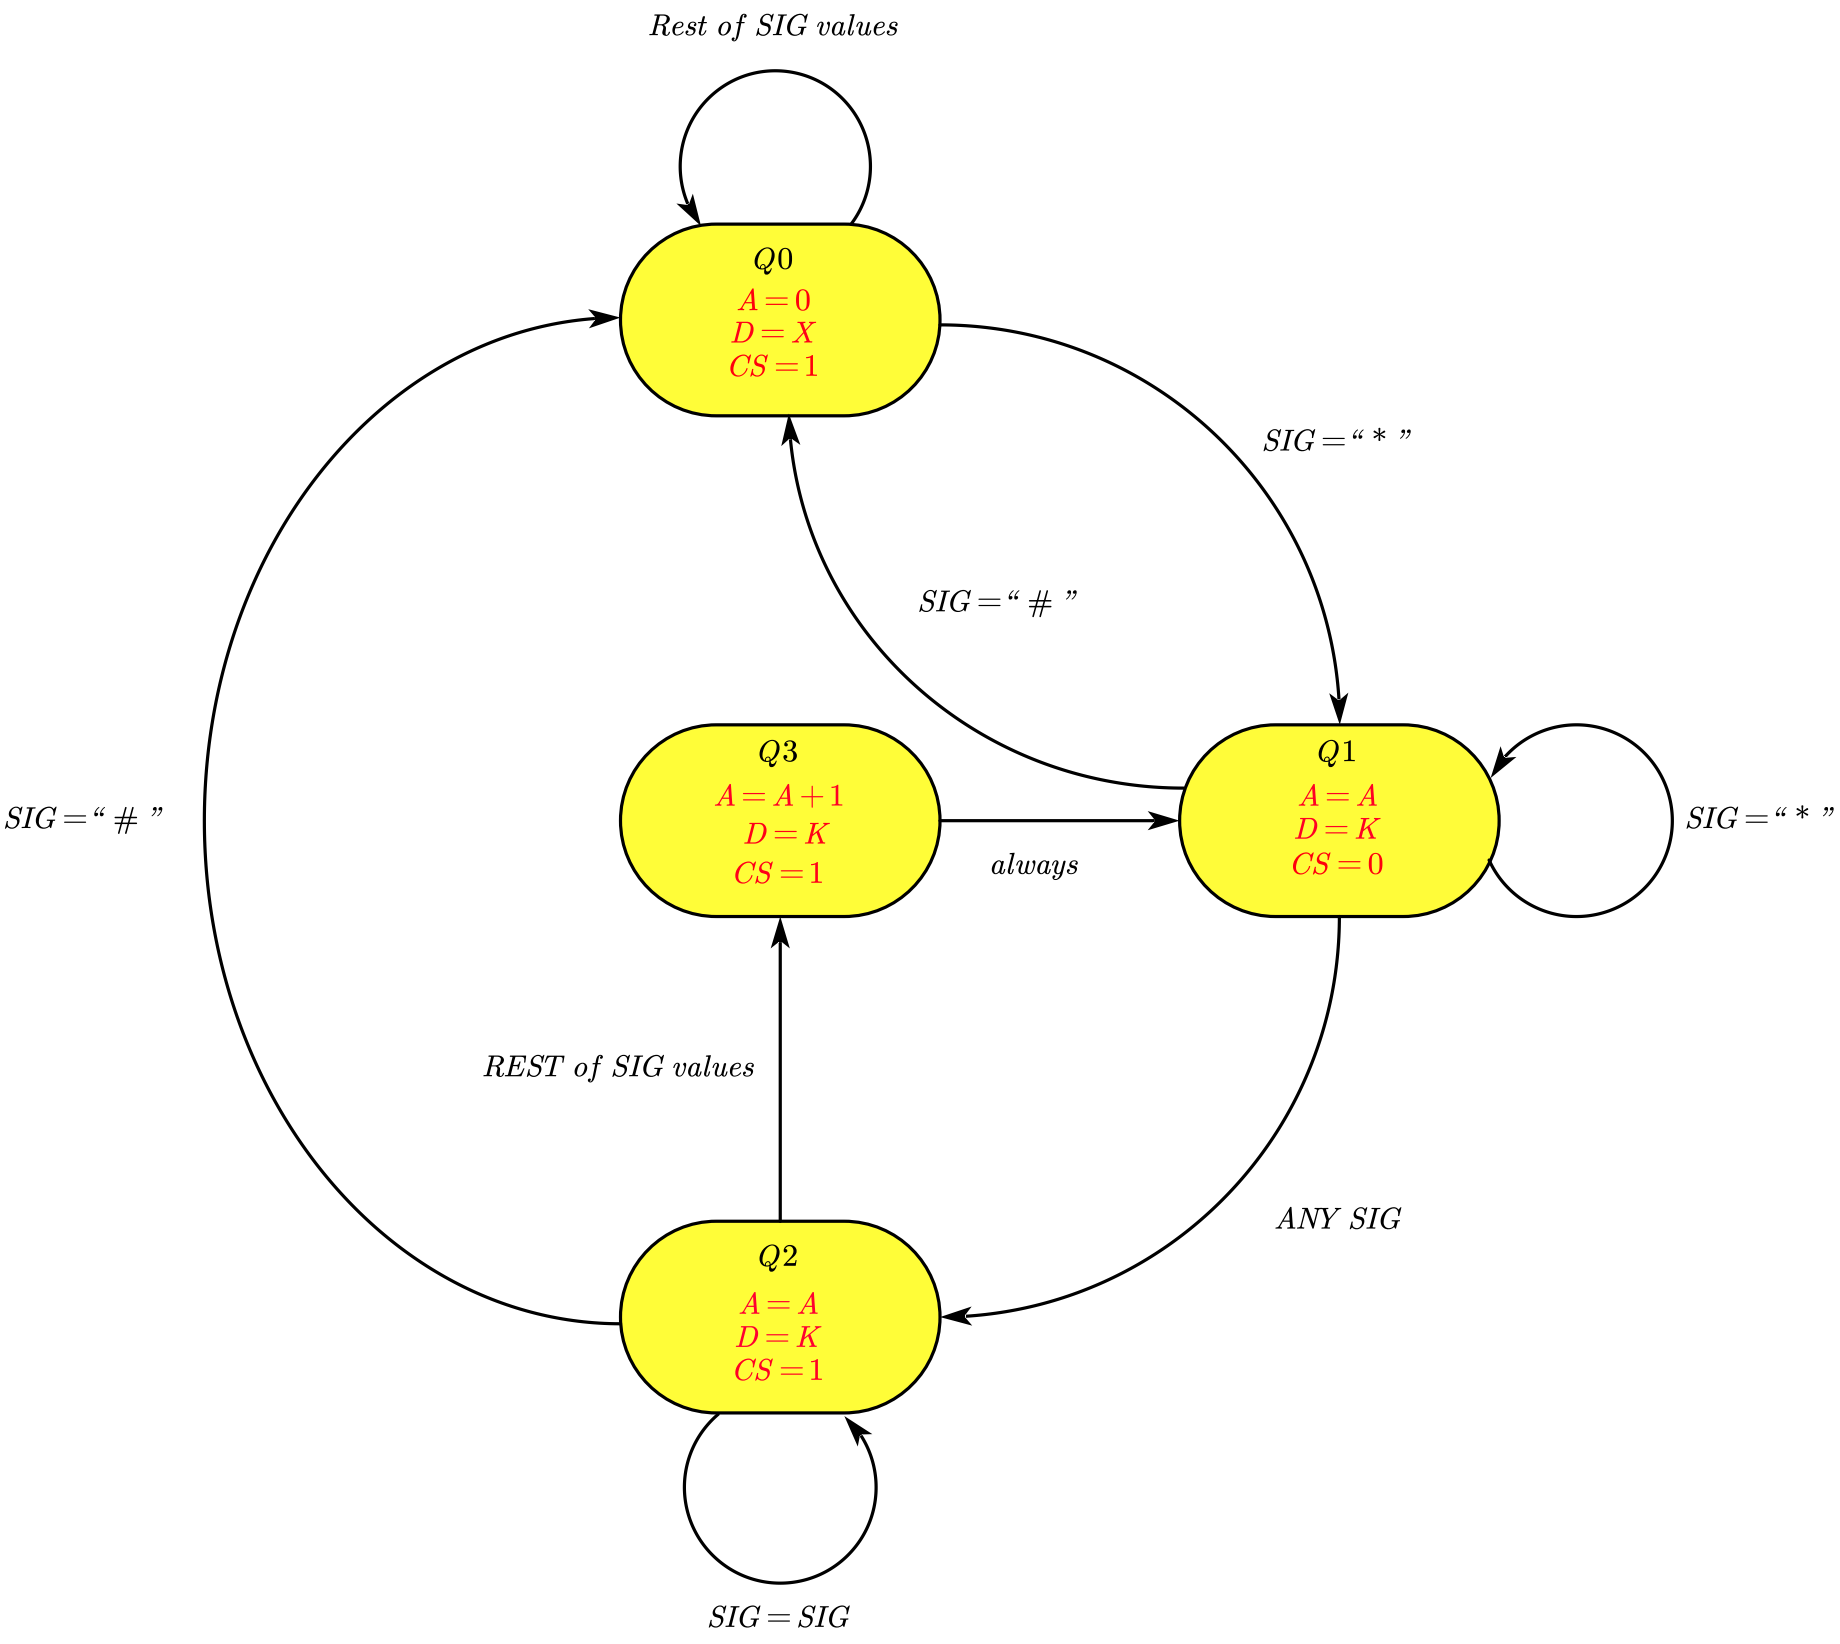 Rest of SIG values
Q0
A = 0
D = X
CS = 1
SIG = “ * ”
SIG = “ # ”
Q3
A = A + 1
D = K
CS = 1
always
Q1
A = A
D = K
CS = 0
SIG = “ * ”
SIG = “ # ”
REST of SIG values
ANY SIG
Q2
A = A
D = K
CS = 1
SIG = SIG